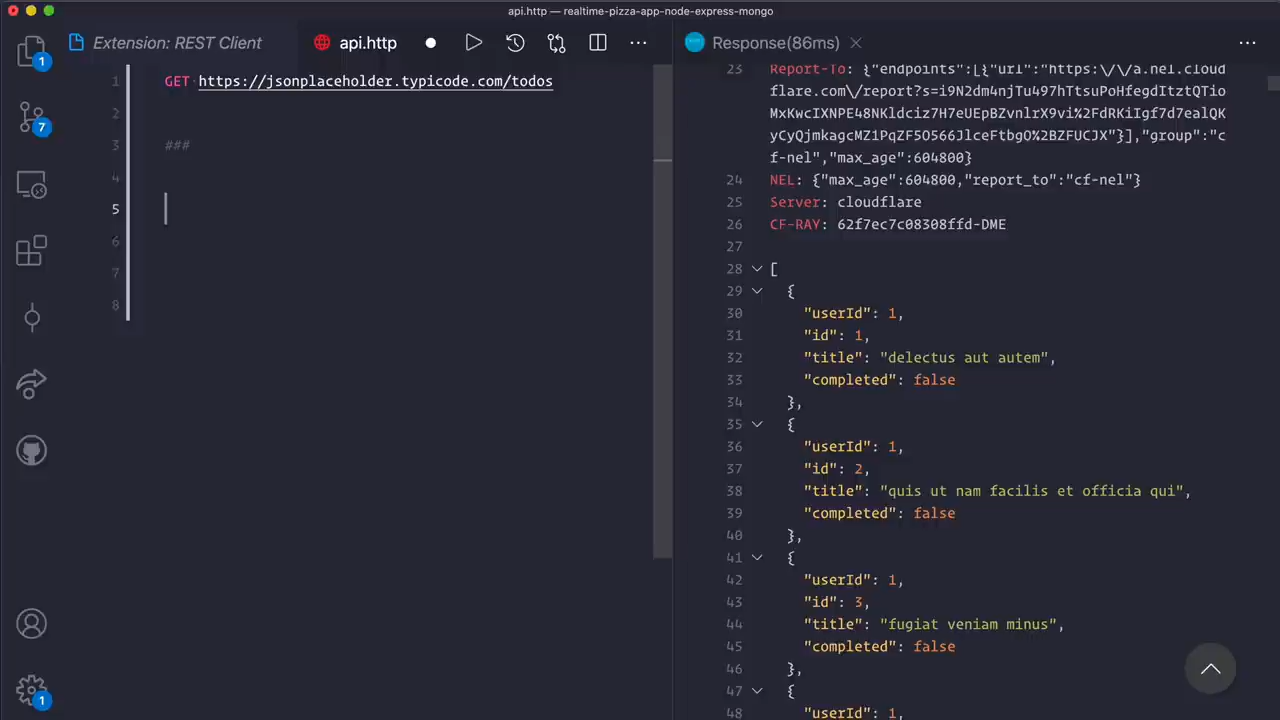 api.http — realtime-pizza-app-node-express-mongo
Extension: REST Client
api.http
Response(86ms)
1 GET https://jsonplaceholder.typicode.com/todos
2
3 ###
4
5
6
7
8
23 Report-To: {"endpoints":[{"url":"https:\/\/a.nel.cloud
flare.com\/report?s=i9N2dm4njTu497hTtsuPoHfegdItztQTio
MxKwcIXNPE48NKldciz7H7eUEpBZvnlrX9vi%2FdRKiIgf7d7ealQK
yCyQjmkagcMZ1PqZF5O566JlceFtbgO%2BZFUCJX"}],"group":"c
f-nel","max_age":604800}
24 NEL: {"max_age":604800,"report_to":"cf-nel"}
25 Server: cloudflare
26 CF-RAY: 62f7ec7c08308ffd-DME
27
28 [
29 {
30 "userId": 1,
31 "id": 1,
32 "title": "delectus aut autem",
33 "completed": false
34 },
35 {
36 "userId": 1,
37 "id": 2,
38 "title": "quis ut nam facilis et officia qui",
39 "completed": false
40 },
41 {
42 "userId": 1,
43 "id": 3,
44 "title": "fugiat veniam minus",
45 "completed": false
46 },
47 {
48 "userId": 1,
1
7
1